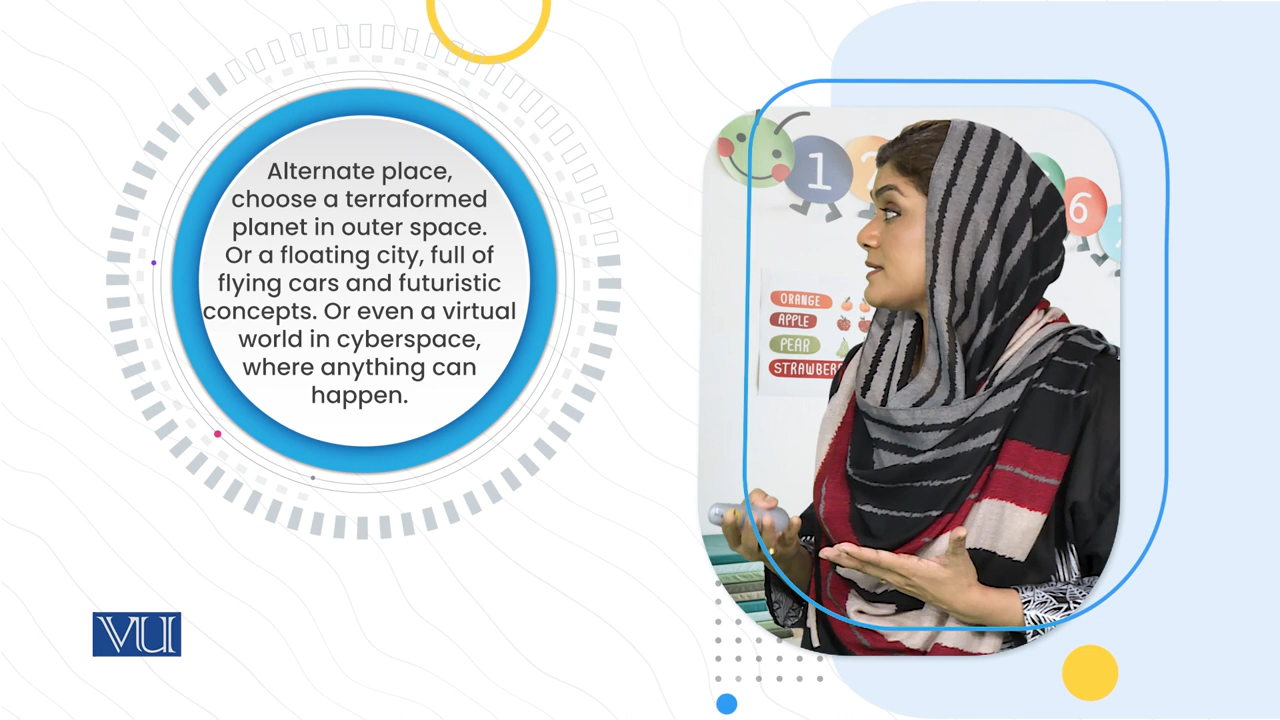 Alternate place,
choose a terraformed
planet in outer space.
Or a floating city, full of
flying cars and futuristic
concepts. Or even a virtual
world in cyberspace,
where anything can
happen.
1
6
ORANGE
APPLE
PEAR
VU